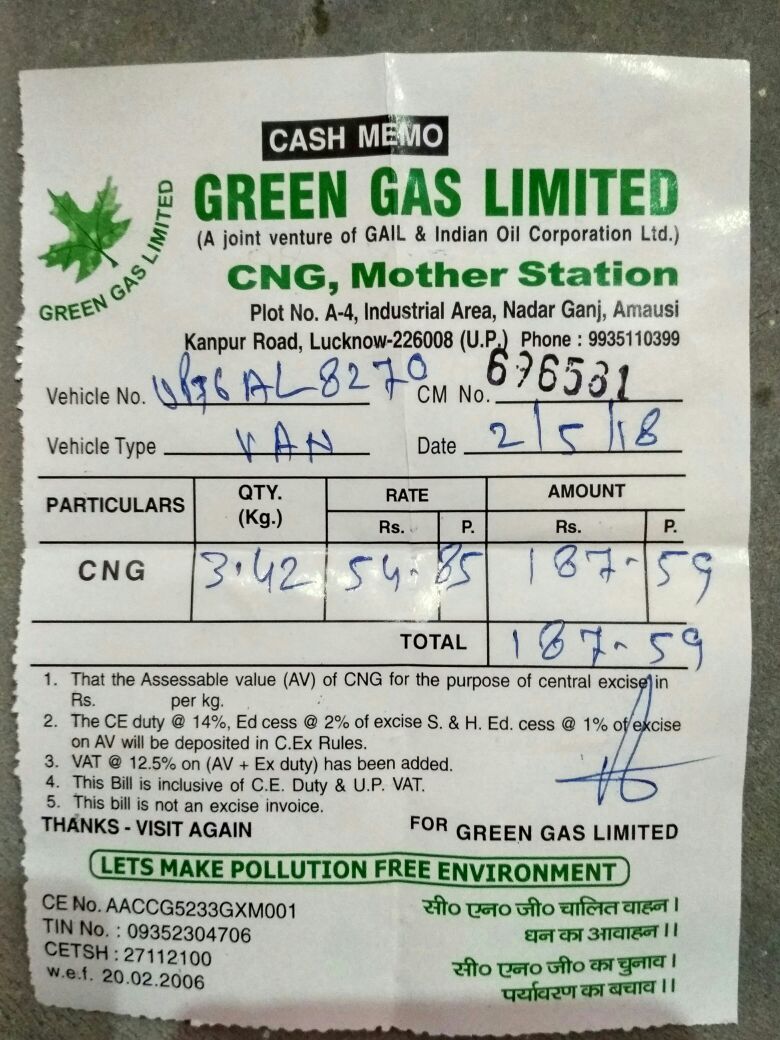 CASH MEMO
GREEN GAS LIMITED
GREEN GAS LIMITED
(A joint venture of GAIL & Indian Oil Corporation Ltd.)
CNG, Mother Station
Plot No. A-4, Industrial Area, Nadar Ganj, Amausi
Kanpur Road, Lucknow-226008 (U.P.) Phone : 9935110399
Vehicle No. UP76AL8270 CM No. 676531
Vehicle Type VAN Date 2/5/18
PARTICULARS QTY. (Kg.) RATE AMOUNT
Rs. P. Rs. P.
CNG 3.42 54-85 187-59
TOTAL 187-59
1. That the Assessable value (AV) of CNG for the purpose of central excise in
Rs. per kg.
2. The CE duty @ 14%, Ed cess @ 2% of excise S. & H. Ed. cess @ 1% of excise
on AV will be deposited in C.Ex Rules.
3. VAT @ 12.5% on (AV + Ex duty) has been added.
4. This Bill is inclusive of C.E. Duty & U.P. VAT.
5. This bill is not an excise invoice.
THANKS - VISIT AGAIN FOR GREEN GAS LIMITED
LETS MAKE POLLUTION FREE ENVIRONMENT
CE No. AACCG5233GXM001
TIN No. : 09352304706
CETSH : 27112100
w.e.f. 20.02.2006
सी० एन० जी० चालित वाहन ।
धन का आवाहन ।।
सी० एन० जी० का चुनाव ।
पर्यावरण का बचाव ।।